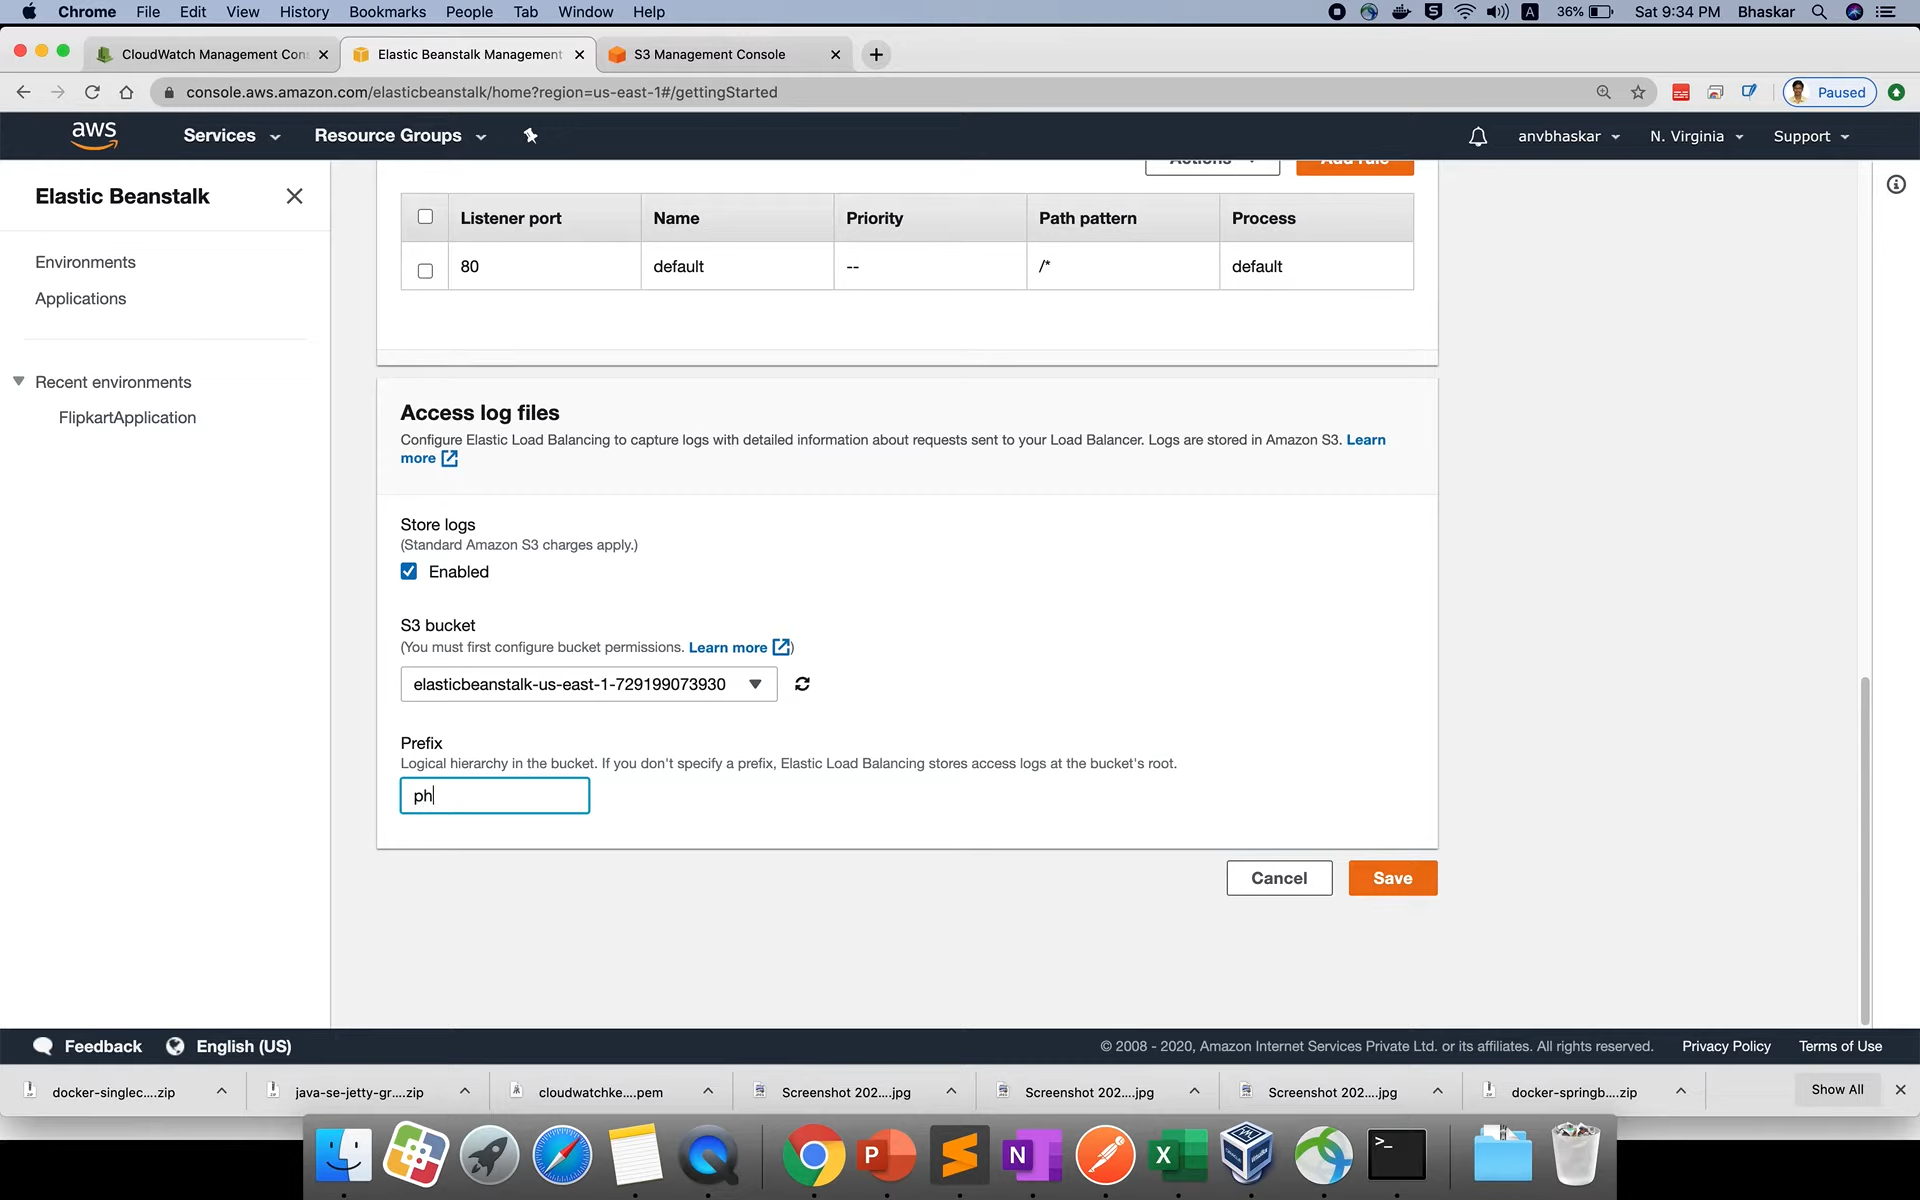 Chrome File Edit View History Bookmarks People Tab Window Help
A 36% Sat 9:34 PM Bhaskar
CloudWatch Management Con
Elastic Beanstalk Management
S3 Management Console
console.aws.amazon.com/elasticbeanstalk/home?region=us-east-1#/gettingStarted
Paused
aws Services Resource Groups
anvbhaskar N. Virginia Support
Elastic Beanstalk
Environments
Applications
Recent environments
FlipkartApplication
Actions Add rule
Listener port Name Priority Path pattern Process
80 default -- /* default
Access log files
Configure Elastic Load Balancing to capture logs with detailed information about requests sent to your Load Balancer. Logs are stored in Amazon S3. Learn
more
Store logs
(Standard Amazon S3 charges apply.)
Enabled
S3 bucket
(You must first configure bucket permissions. Learn more )
elasticbeanstalk-us-east-1-729199073930
Prefix
Logical hierarchy in the bucket. If you don't specify a prefix, Elastic Load Balancing stores access logs at the bucket's root.
ph
Cancel Save
Feedback English (US)
© 2008 - 2020, Amazon Internet Services Private Ltd. or its affiliates. All rights reserved. Privacy Policy Terms of Use
docker-singlec....zip
java-se-jetty-gr....zip
cloudwatchke....pem
Screenshot 202....jpg
Screenshot 202....jpg
Screenshot 202....jpg
docker-springb....zip
Show All
P
N
X
>_